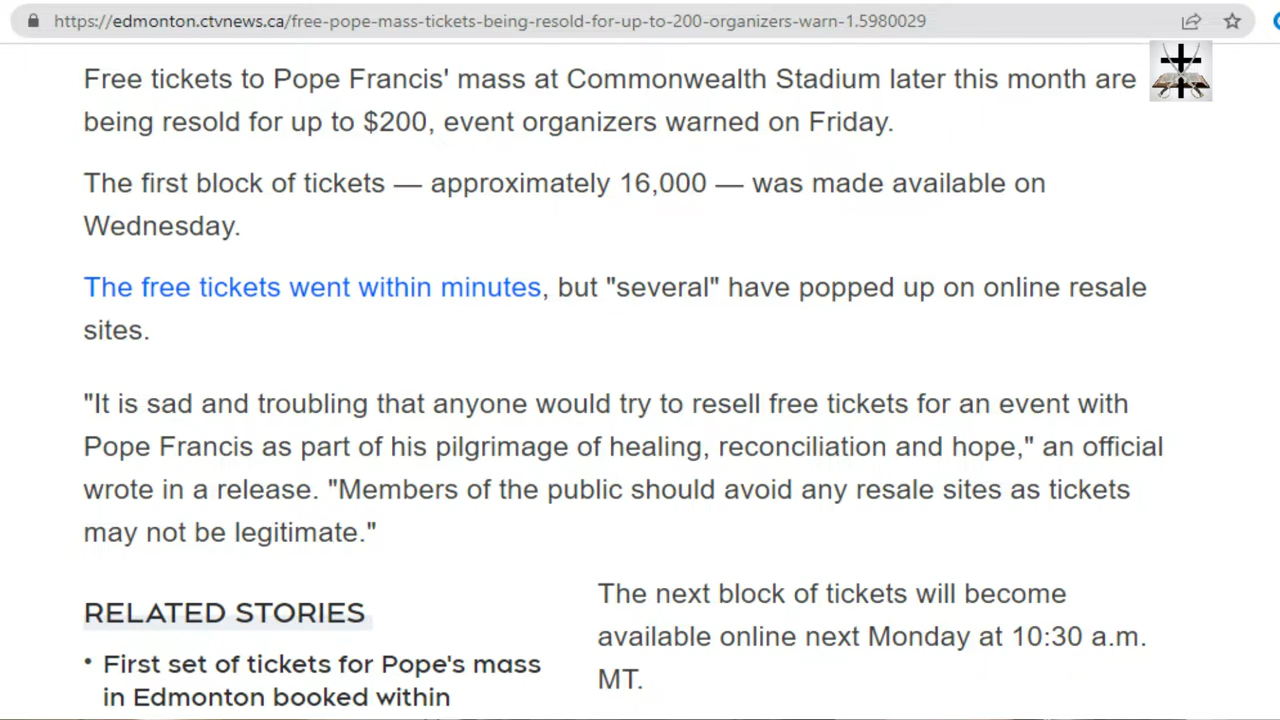 https://edmonton.ctvnews.ca/free-pope-mass-tickets-being-resold-for-up-to-200-organizers-warn-1.5980029
Free tickets to Pope Francis' mass at Commonwealth Stadium later this month are
being resold for up to $200, event organizers warned on Friday.
The first block of tickets — approximately 16,000 — was made available on
Wednesday.
The free tickets went within minutes, but "several" have popped up on online resale
sites.
"It is sad and troubling that anyone would try to resell free tickets for an event with
Pope Francis as part of his pilgrimage of healing, reconciliation and hope," an official
wrote in a release. "Members of the public should avoid any resale sites as tickets
may not be legitimate."
RELATED STORIES
• First set of tickets for Pope's mass
in Edmonton booked within
The next block of tickets will become
available online next Monday at 10:30 a.m.
MT.